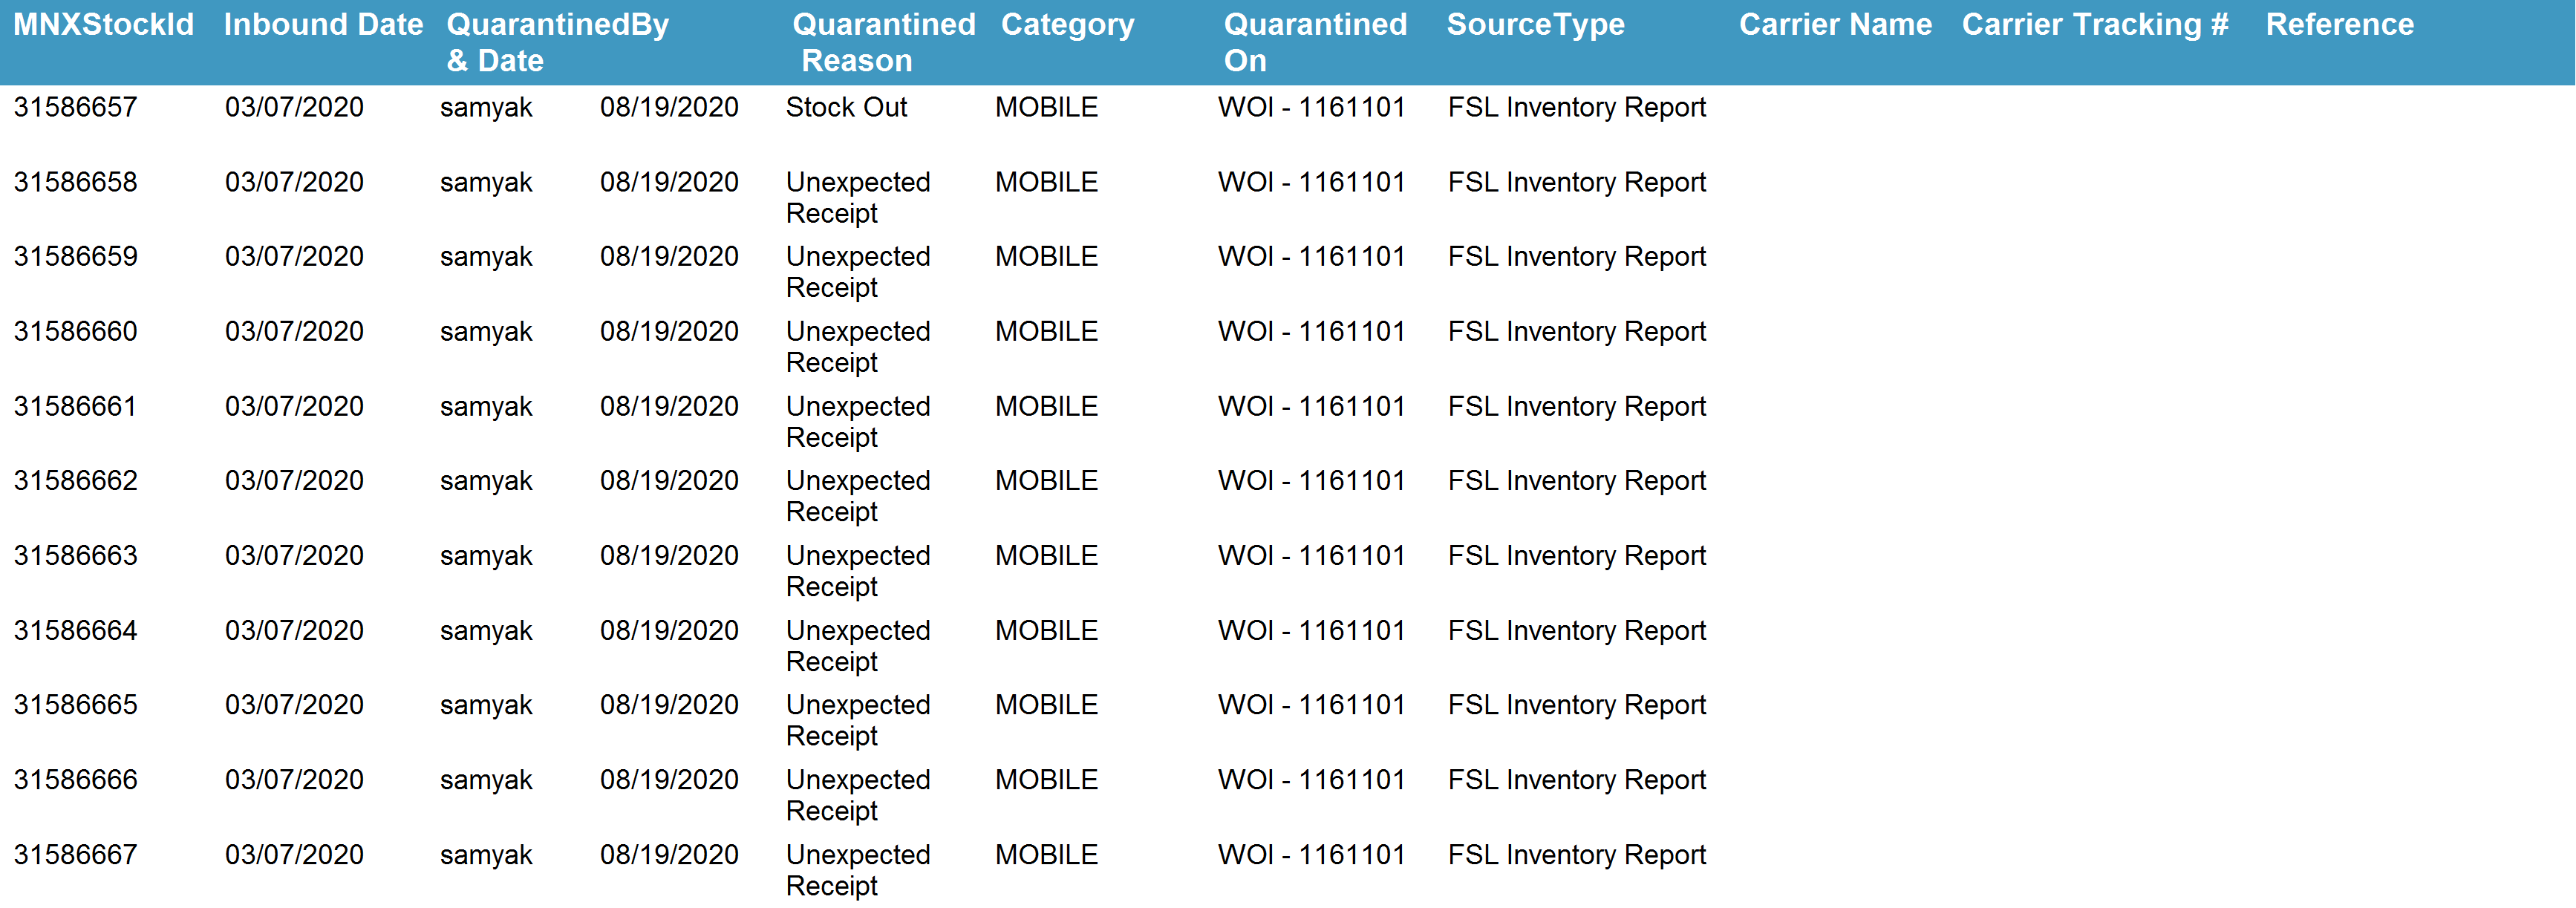 MNXStockId Inbound Date QuarantinedBy Quarantined Category Quarantined SourceType Carrier Name Carrier Tracking # Reference
& Date Reason On
31586657 03/07/2020 samyak 08/19/2020 Stock Out MOBILE WOI - 1161101 FSL Inventory Report
31586658 03/07/2020 samyak 08/19/2020 Unexpected MOBILE WOI - 1161101 FSL Inventory Report
Receipt
31586659 03/07/2020 samyak 08/19/2020 Unexpected MOBILE WOI - 1161101 FSL Inventory Report
Receipt
31586660 03/07/2020 samyak 08/19/2020 Unexpected MOBILE WOI - 1161101 FSL Inventory Report
Receipt
31586661 03/07/2020 samyak 08/19/2020 Unexpected MOBILE WOI - 1161101 FSL Inventory Report
Receipt
31586662 03/07/2020 samyak 08/19/2020 Unexpected MOBILE WOI - 1161101 FSL Inventory Report
Receipt
31586663 03/07/2020 samyak 08/19/2020 Unexpected MOBILE WOI - 1161101 FSL Inventory Report
Receipt
31586664 03/07/2020 samyak 08/19/2020 Unexpected MOBILE WOI - 1161101 FSL Inventory Report
Receipt
31586665 03/07/2020 samyak 08/19/2020 Unexpected MOBILE WOI - 1161101 FSL Inventory Report
Receipt
31586666 03/07/2020 samyak 08/19/2020 Unexpected MOBILE WOI - 1161101 FSL Inventory Report
Receipt
31586667 03/07/2020 samyak 08/19/2020 Unexpected MOBILE WOI - 1161101 FSL Inventory Report
Receipt